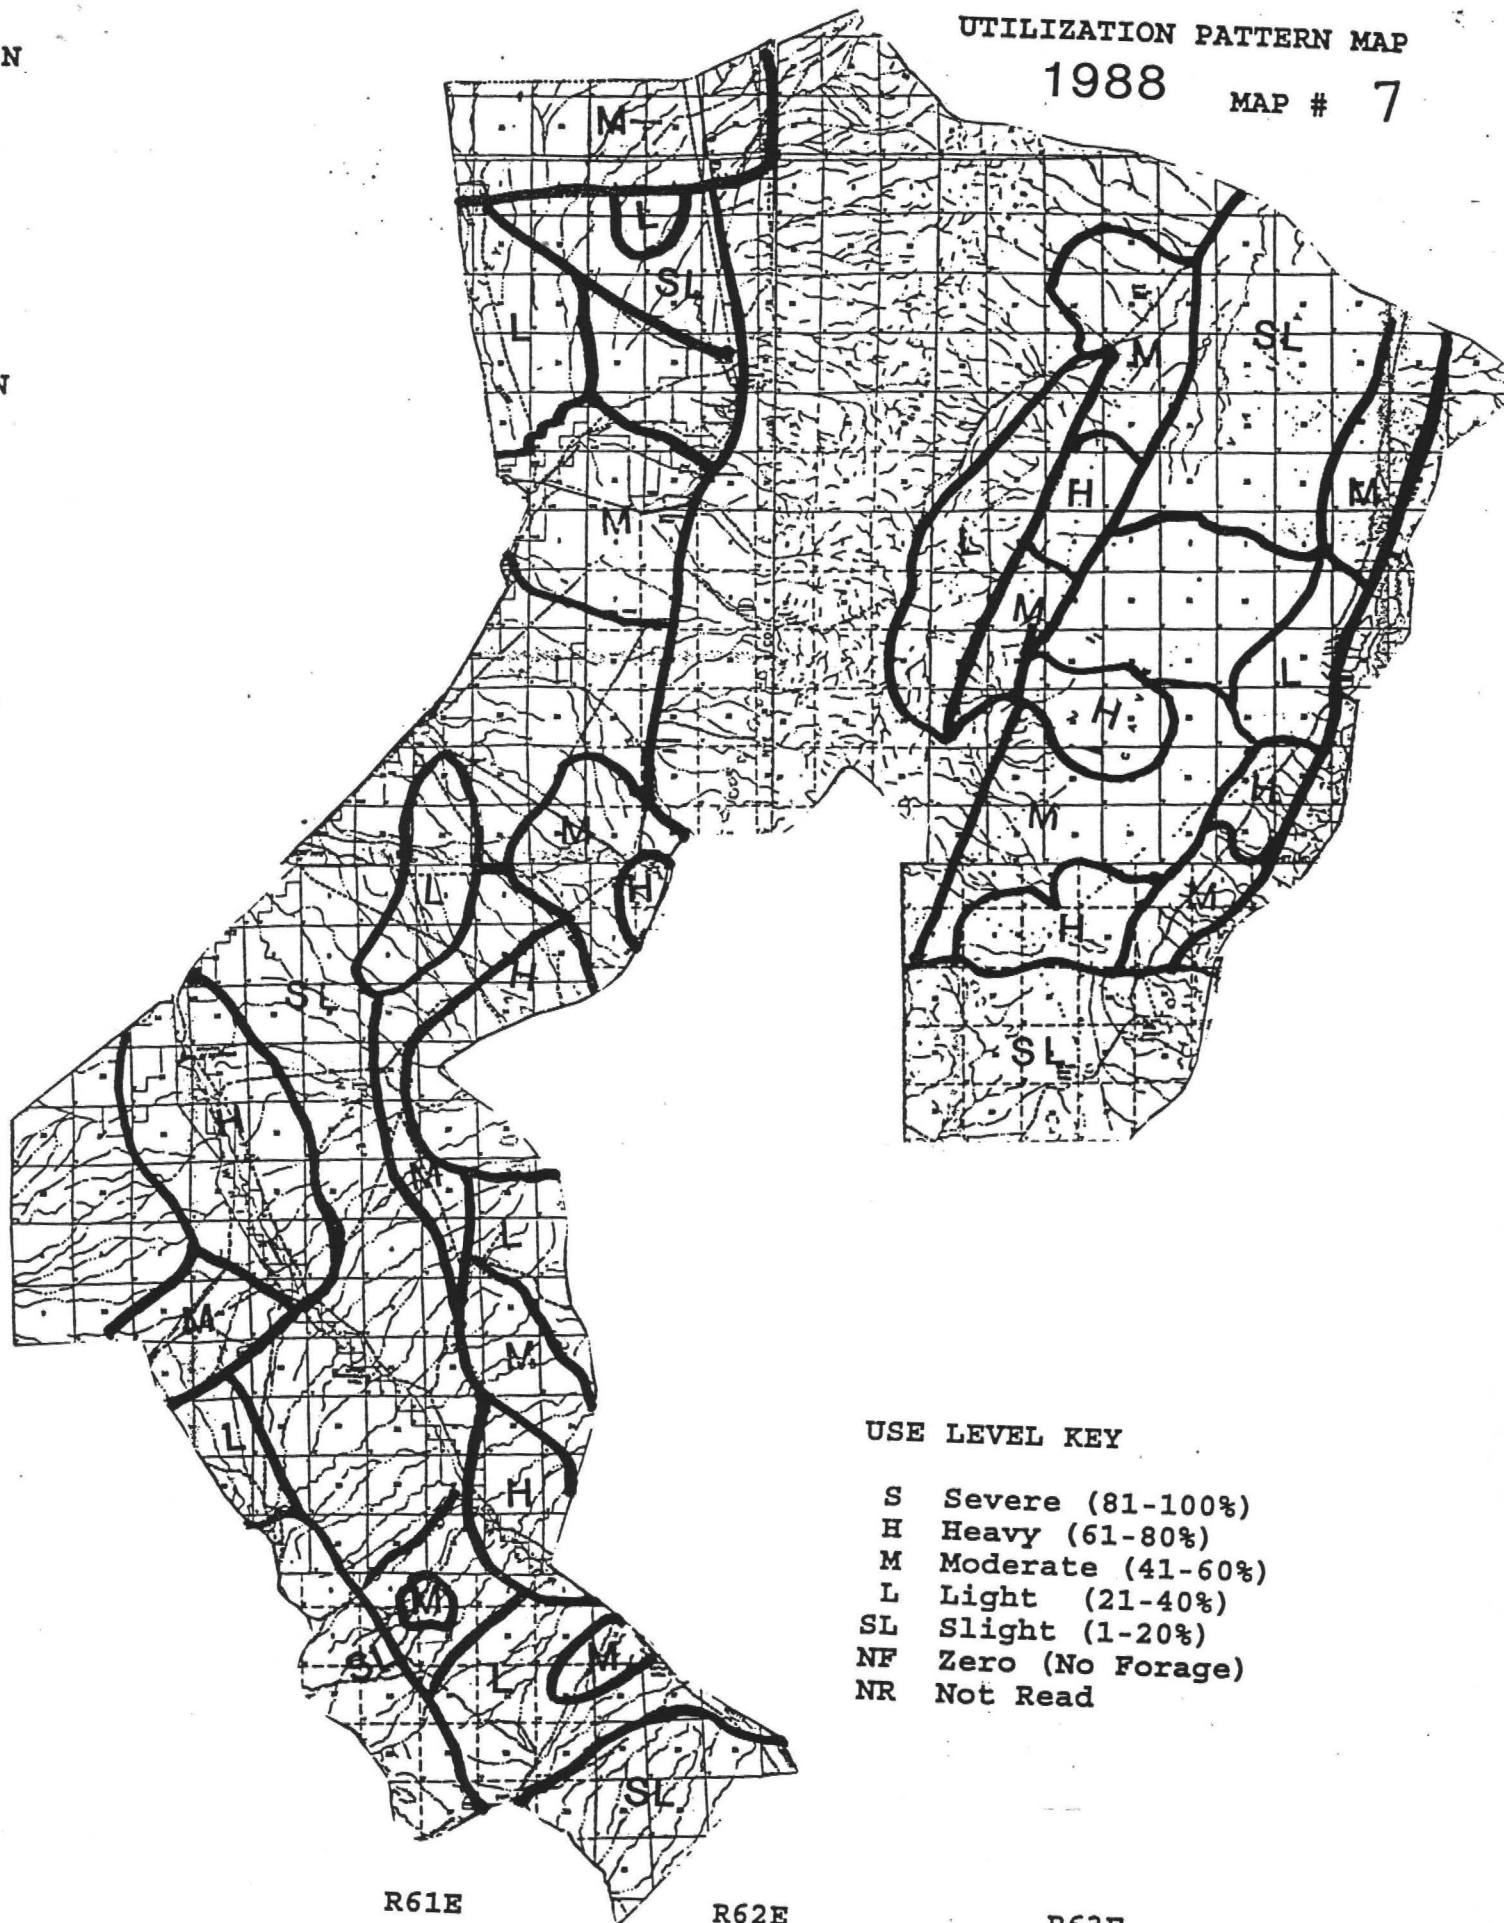 N
UTILIZATION PATTERN MAP
1988 MAP # 7
M
L
SL
L
M
SL
N
M
H
L
M
M
L
H
H
M
M
L
H
M
H
H
SL
SL
H
M
L
M
M
L
H
M
SL
L
M
SL
USE LEVEL KEY
S Severe (81-100%)
H Heavy (61-80%)
M Moderate (41-60%)
L Light (21-40%)
SL Slight (1-20%)
NF Zero (No Forage)
NR Not Read
R61E
R62E
R63E